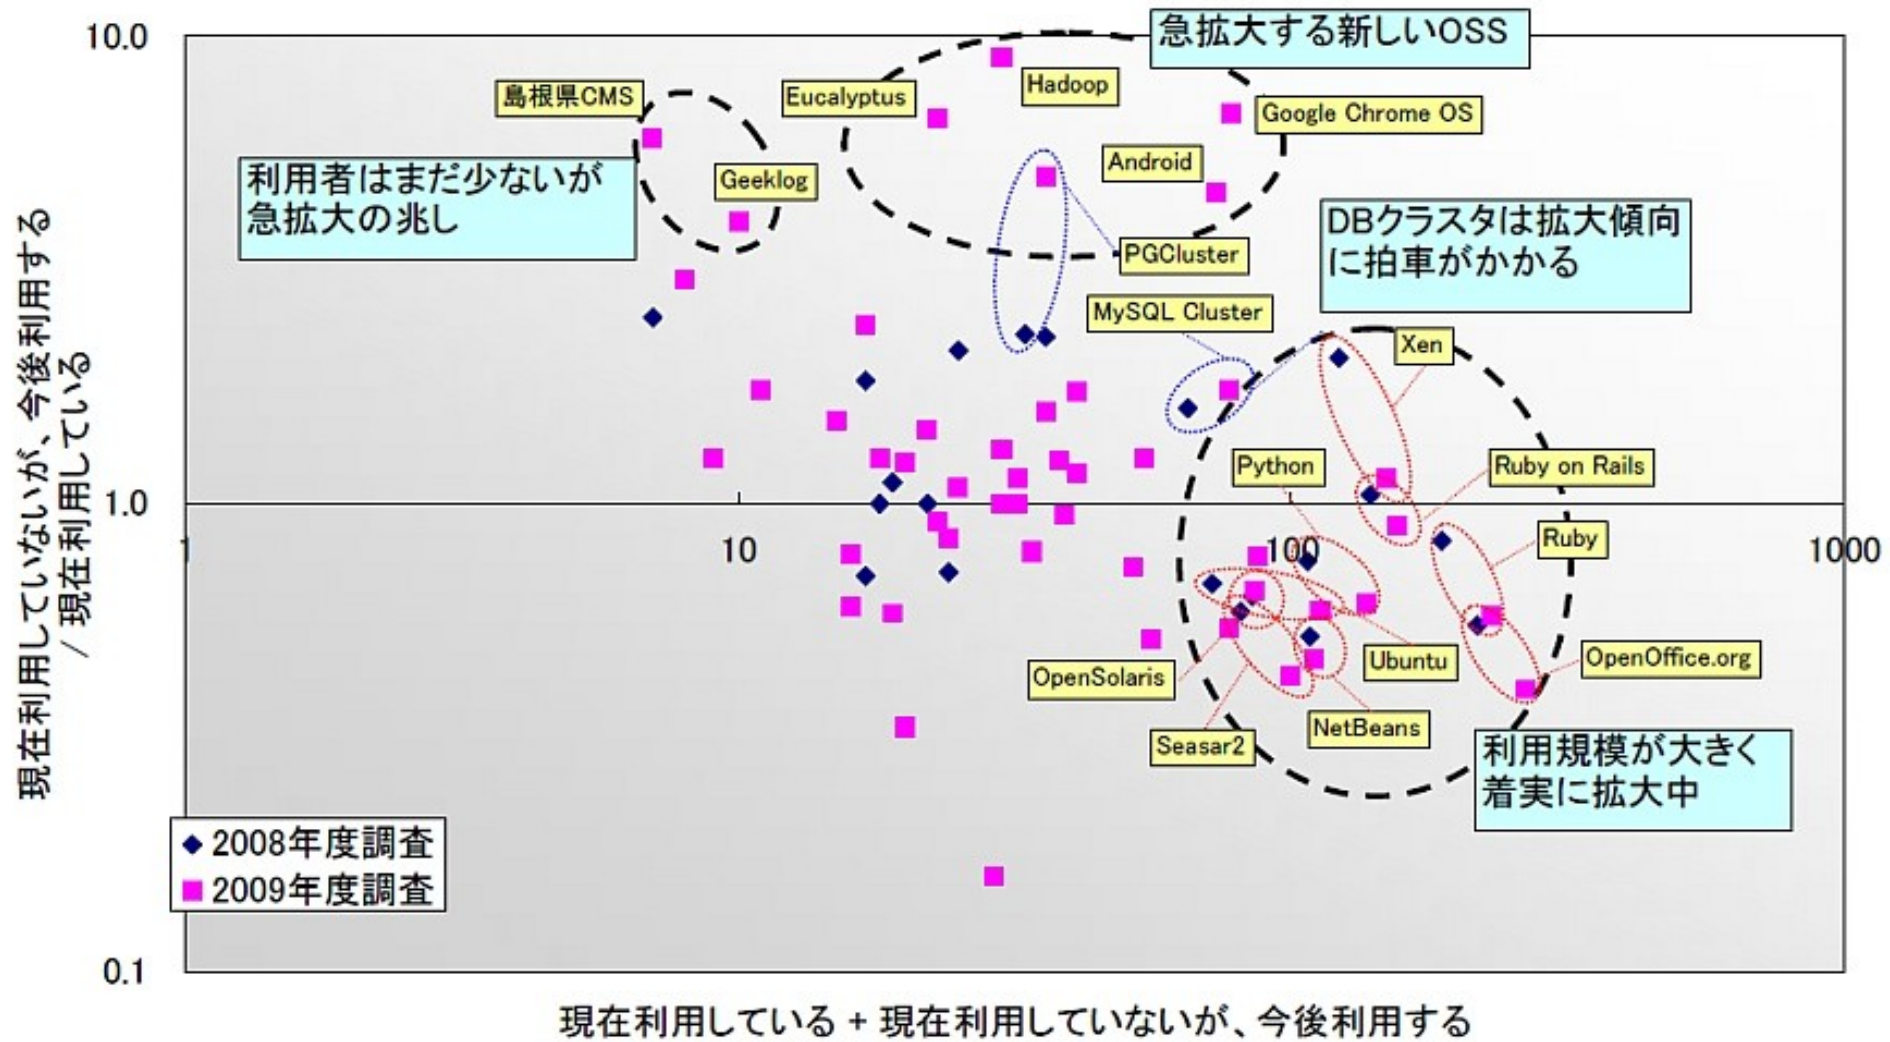 10.0
急拡大する新しいOSS
島根県CMS
Eucalyptus
Hadoop
Google Chrome OS
利用者はまだ少ないが
急拡大の兆し
Geeklog
Android
DBクラスタは拡大傾向
に拍車がかかる
PGCluster
MySQL Cluster
Xen
Python
Ruby on Rails
1.0
1
10
100
1000
Ruby
OpenSolaris
Ubuntu
OpenOffice.org
Seasar2
NetBeans
利用規模が大きく
着実に拡大中
2008年度調査
2009年度調査
0.1
現在利用していないが、今後利用する
/ 現在利用している
現在利用している + 現在利用していないが、今後利用する